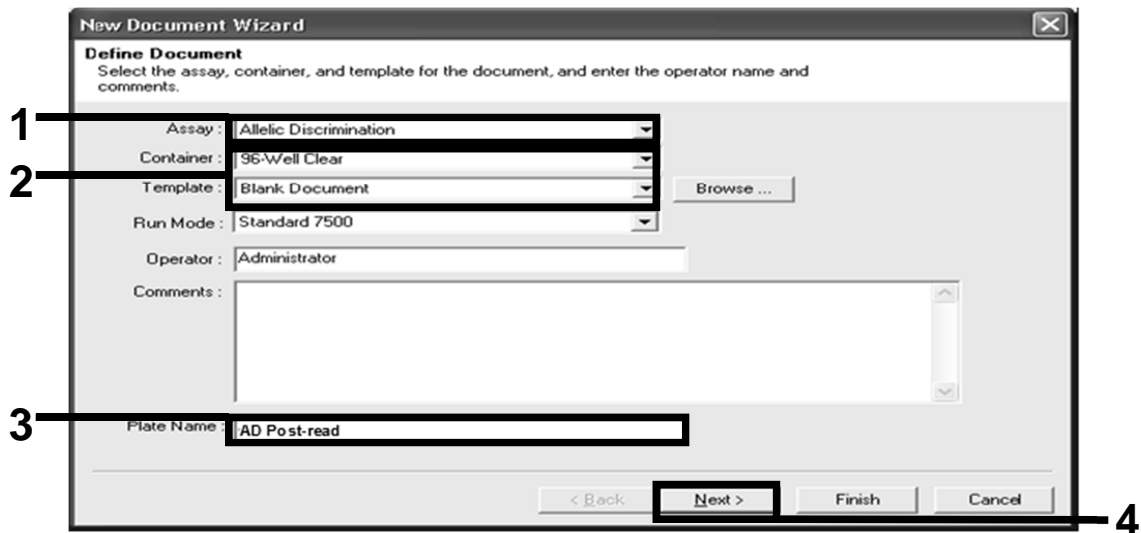 New Document Wizard
Define Document
Select the assay, container, and template for the document, and enter the operator name and
comments.
1
Assay : Allelic Discrimination
Container : 96-Well Clear
2
Template : Blank Document Browse ...
Run Mode : Standard 7500
Operator : Administrator
Comments :
3
Plate Name : AD Post-read
< Back Next > Finish Cancel
4